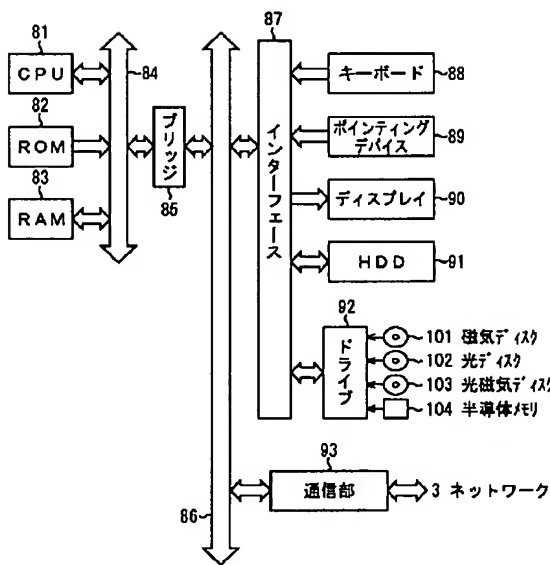 81
CPU
82
ROM
83
RAM
84
ブリッジ
85
86
87
インターフェース
キーボード
88
ポインティング
デバイス
89
ディスプレイ
90
HDD
91
92
ドライブ
101 磁気ディスク
102 光ディスク
103 光磁気ディスク
104 半導体メモリ
93
通信部
3 ネットワーク